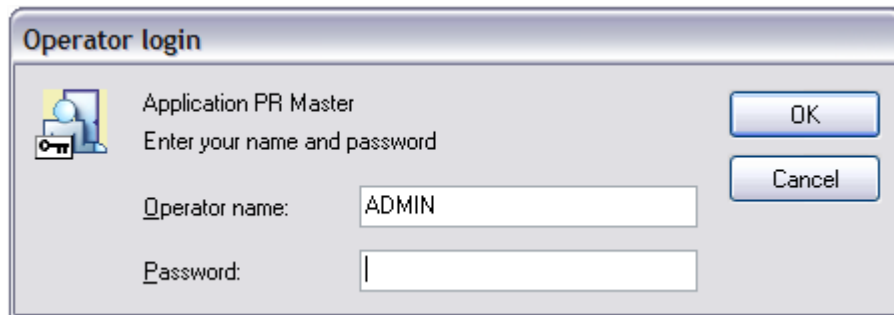 Operator login
Application PR Master
Enter your name and password
OK
Cancel
Operator name: ADMIN
Password: